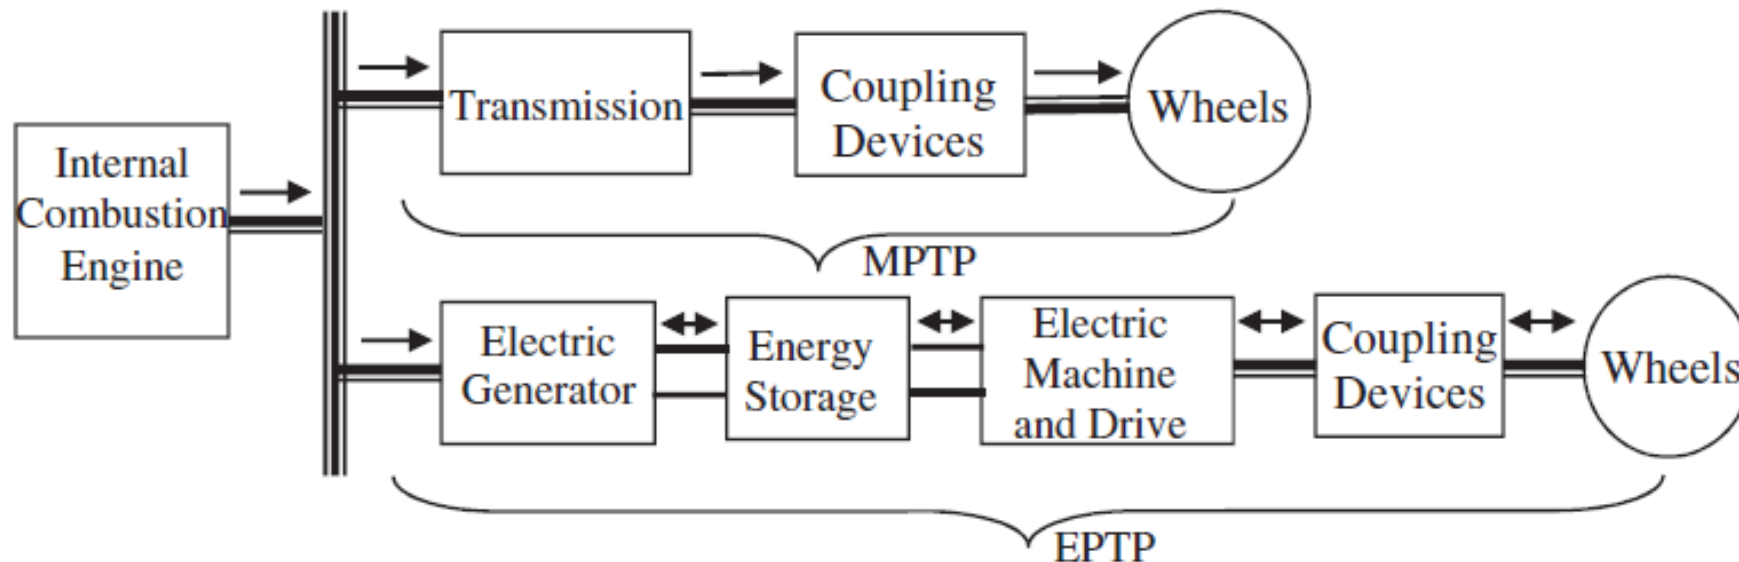 Internal
Combustion
Engine
Transmission
Coupling
Devices
Wheels
MPTP
Electric
Generator
Energy
Storage
Electric
Machine
and Drive
Coupling
Devices
Wheels
EPTP